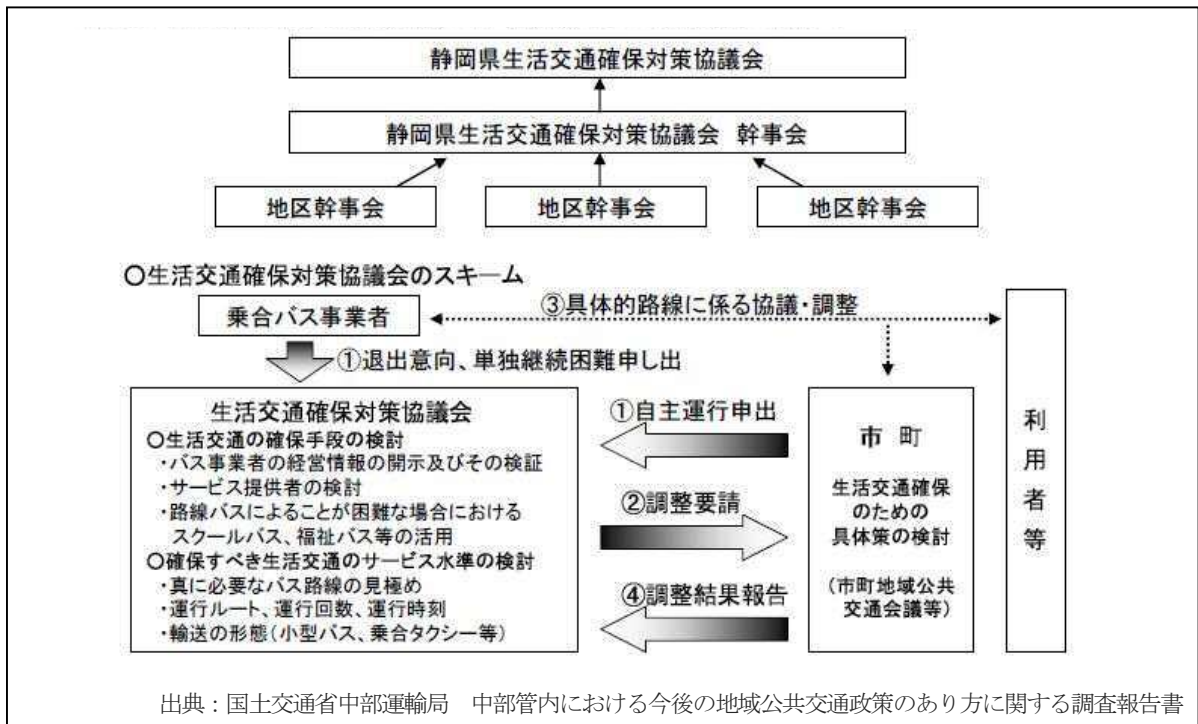 静岡県生活交通確保対策協議会
静岡県生活交通確保対策協議会 幹事会
地区幹事会
地区幹事会
地区幹事会
〇生活交通確保対策協議会のスキーム
乗合バス事業者
③具体的路線に係る協議・調整
①退出意向、単独継続困難申し出
生活交通確保対策協議会
〇生活交通の確保手段の検討
・バス事業者の経営情報の開示及びその検証
・サービス提供者の検討
・路線バスによることが困難な場合における
スクールバス、福祉バス等の活用
〇確保すべき生活交通のサービス水準の検討
・真に必要なバス路線の見極め
・運行ルート、運行回数、運行時刻
・輸送の形態(小型バス、乗合タクシー等)
①自主運行申出
②調整要請
④調整結果報告
市 町
生活交通確保
のための
具体策の検討
(市町地域公共
交通会議等)
利用者等
出典:国土交通省中部運輸局 中部管内における今後の地域公共交通政策のあり方に関する調査報告書